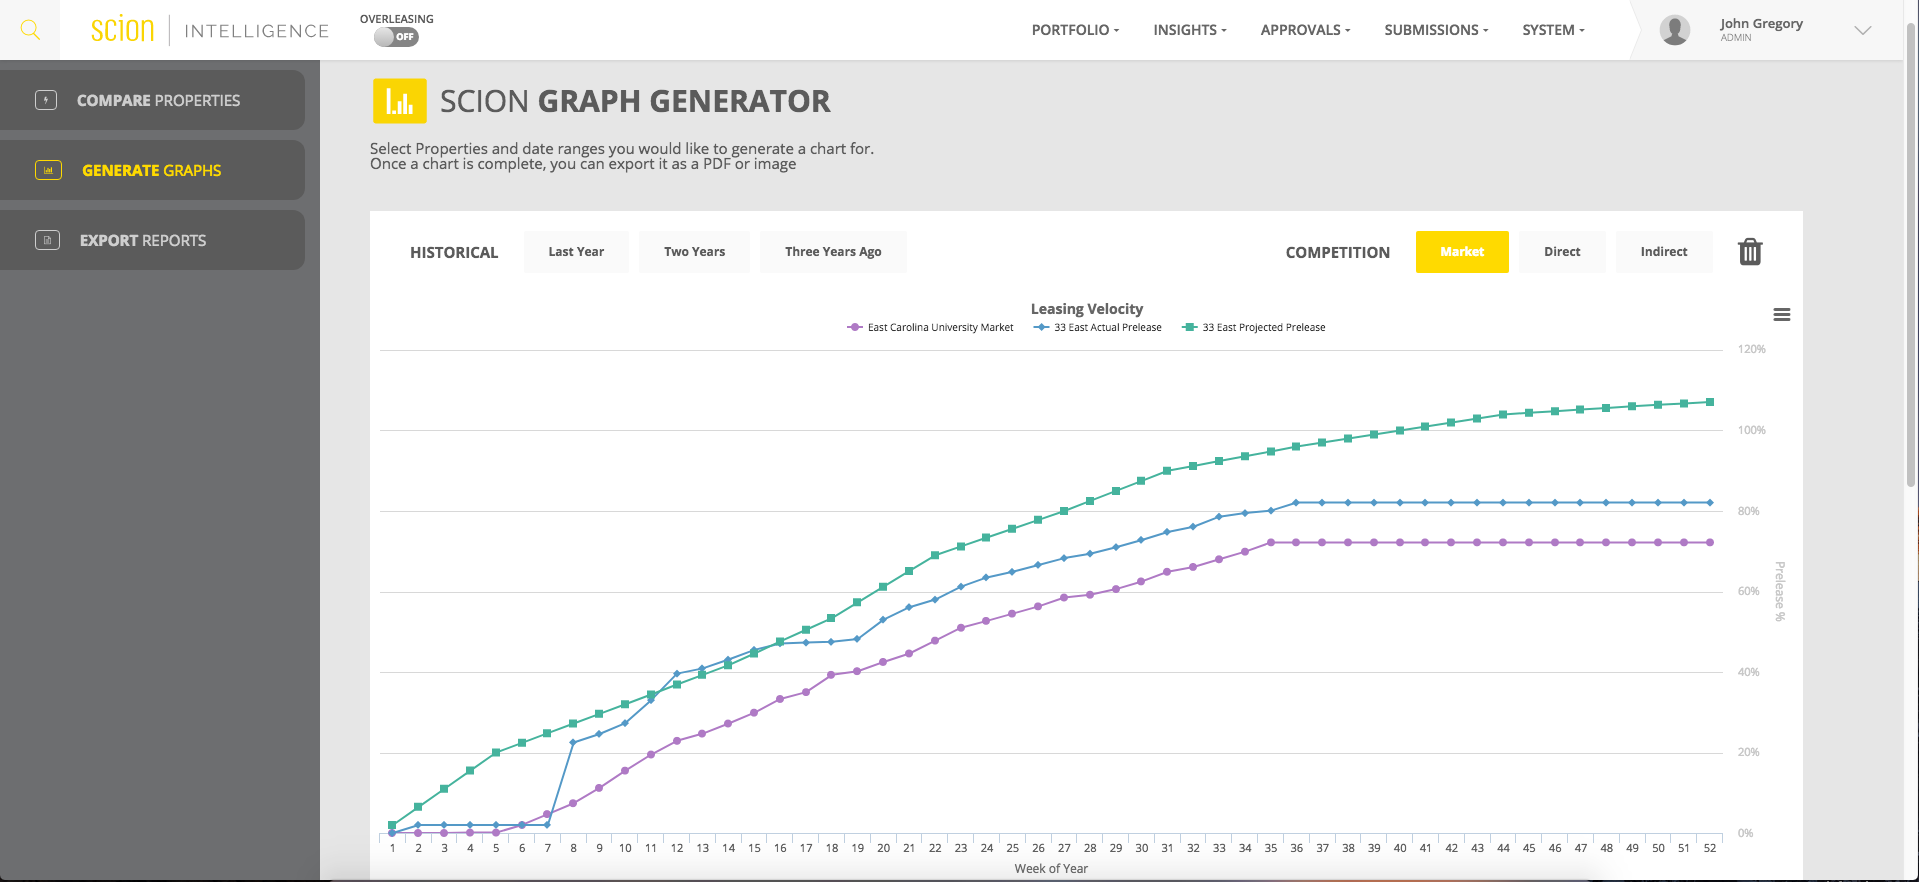 scion | INTELLIGENCE
OVERLEASING
OFF
PORTFOLIO
INSIGHTS
APPROVALS
SUBMISSIONS
SYSTEM
John Gregory
ADMIN
COMPARE PROPERTIES
GENERATE GRAPHS
EXPORT REPORTS
SCION GRAPH GENERATOR
Select Properties and date ranges you would like to generate a chart for.
Once a chart is complete, you can export it as a PDF or image
HISTORICAL
Last Year
Two Years
Three Years Ago
COMPETITION
Market
Direct
Indirect
Leasing Velocity
East Carolina University Market
33 East Actual Prelease
33 East Projected Prelease
120%
100%
80%
60%
40%
20%
0%
Prelease %
1 2 3 4 5 6 7 8 9 10 11 12 13 14 15 16 17 18 19 20 21 22 23 24 25 26 27 28 29 30 31 32 33 34 35 36 37 38 39 40 41 42 43 44 45 46 47 48 49 50 51 52
Week of Year